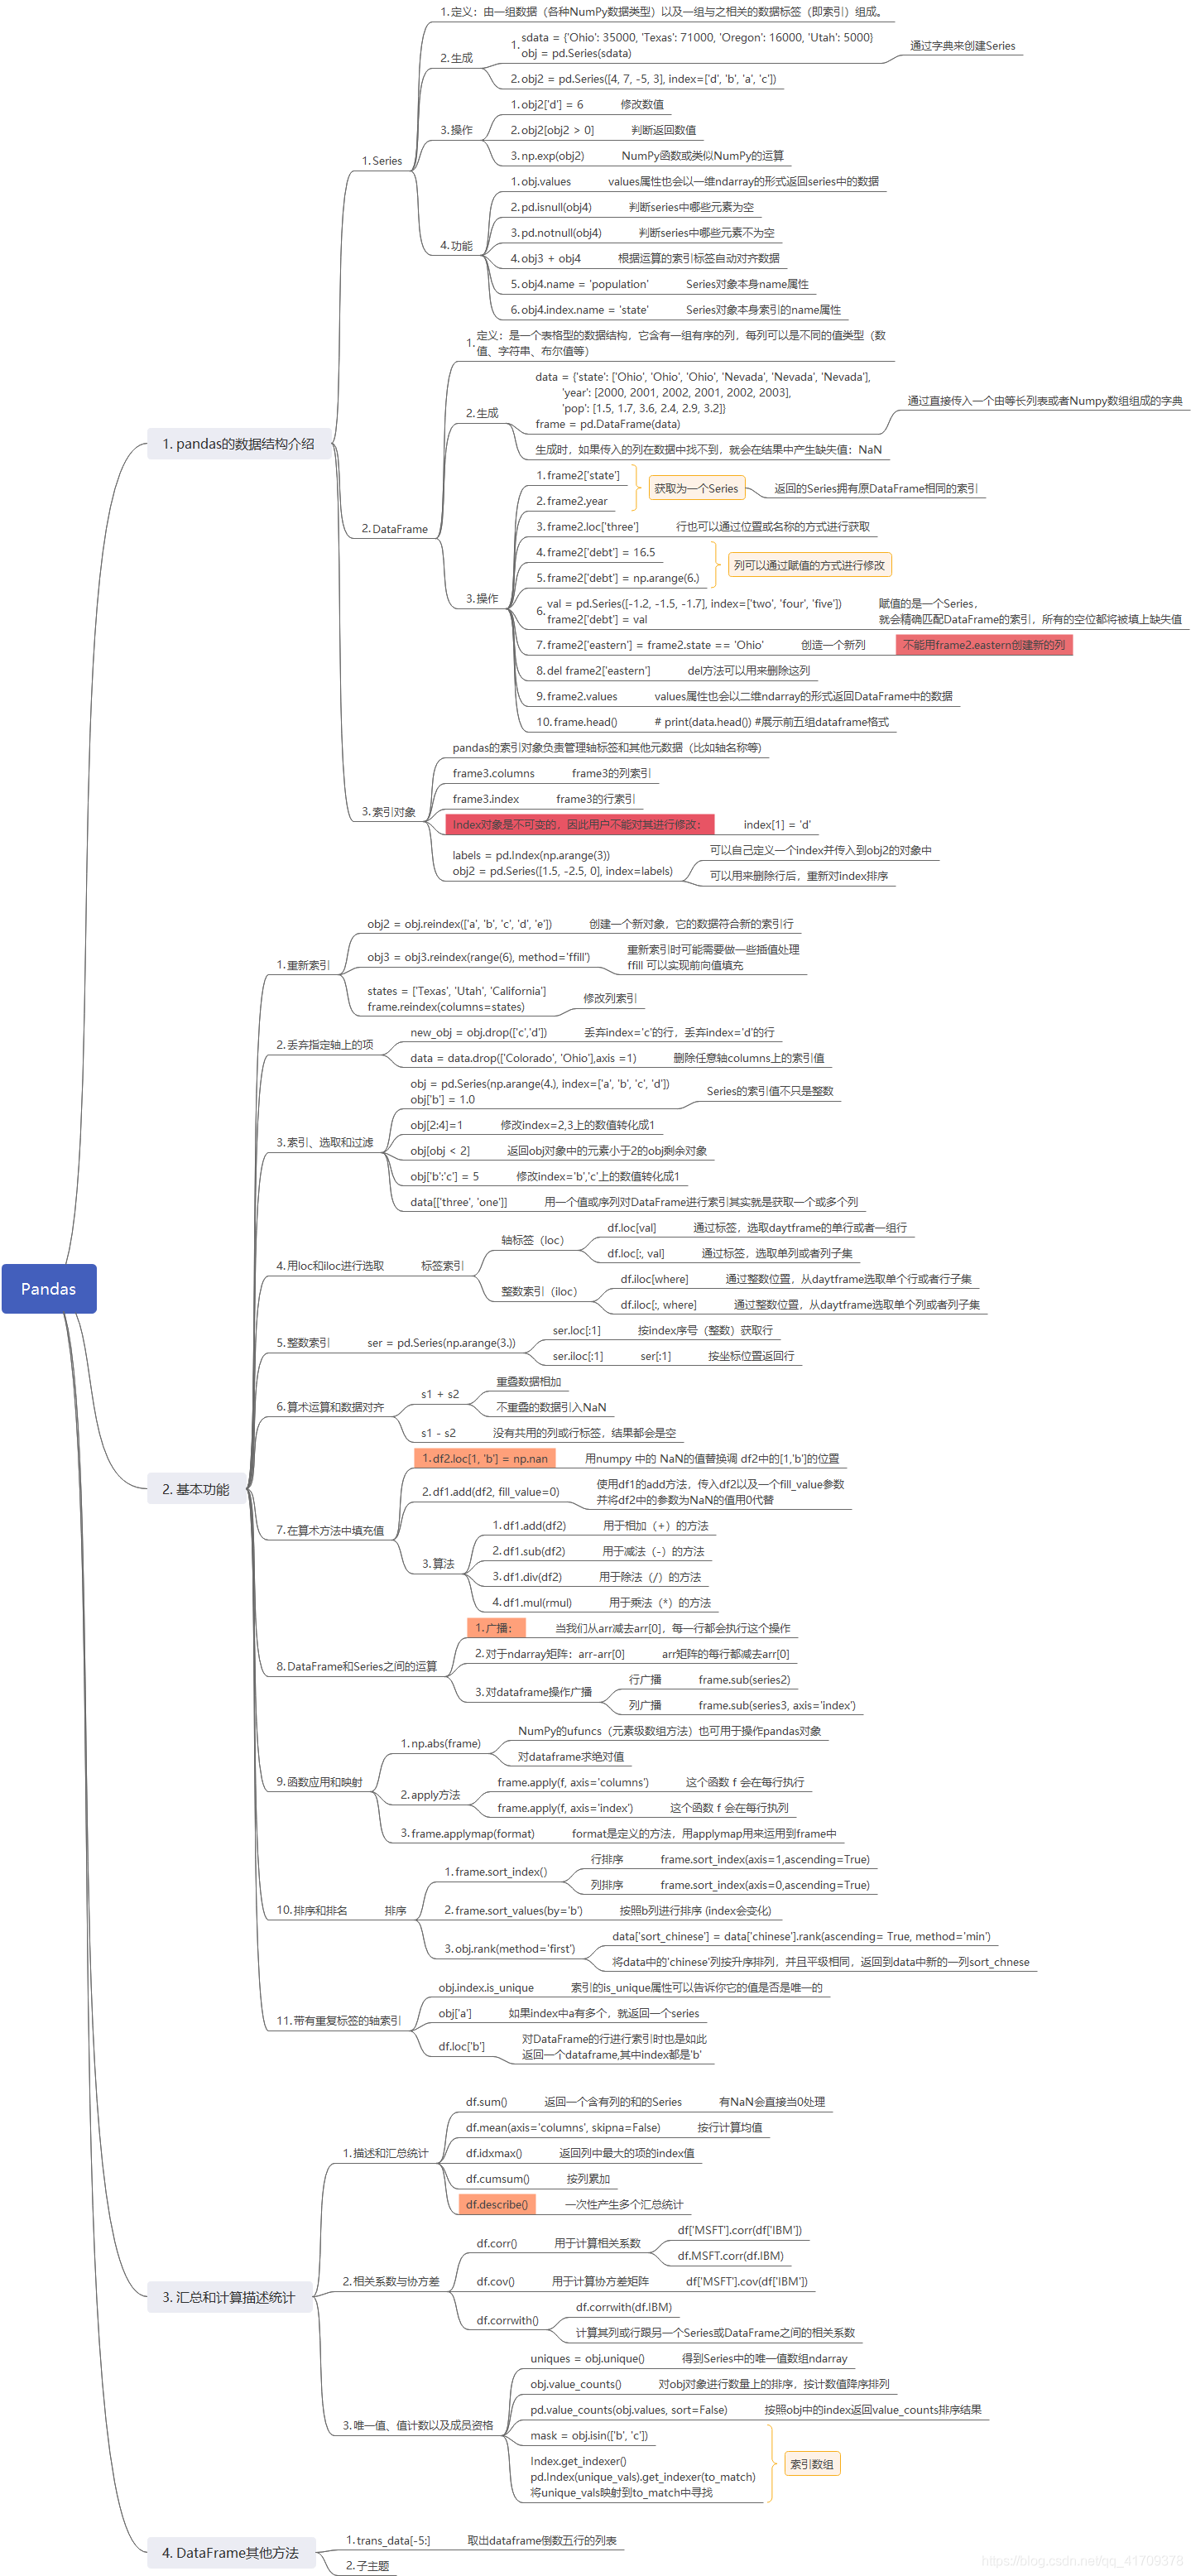 Pandas
1. pandas的数据结构介绍
1. Series
1. 定义：由一组数据（各种NumPy数据类型）以及一组与之相关的数据标签（即索引）组成。
2. 生成
1. sdata = {'Ohio': 35000, 'Texas': 71000, 'Oregon': 16000, 'Utah': 5000}
obj = pd.Series(sdata)
通过字典来创建Series
2. obj2 = pd.Series([4, 7, -5, 3], index=['d', 'b', 'a', 'c'])
3. 操作
1. obj2['d'] = 6 修改数值
2. obj2[obj2 > 0] 判断返回数值
3. np.exp(obj2) NumPy函数或类似NumPy的运算
4. 功能
1. obj.values values属性也会以一维ndarray的形式返回series中的数据
2. pd.isnull(obj4) 判断series中哪些元素为空
3. pd.notnull(obj4) 判断series中哪些元素不为空
4. obj3 + obj4 根据运算的索引标签自动对齐数据
5. obj4.name = 'population' Series对象本身name属性
6. obj4.index.name = 'state' Series对象本身索引的name属性
2. DataFrame
1. 定义：是一个表格型的数据结构，它含有一组有序的列，每列可以是不同的值类型（数
值、字符串、布尔值等）
2. 生成
data = {'state': ['Ohio', 'Ohio', 'Ohio', 'Nevada', 'Nevada', 'Nevada'],
'year': [2000, 2001, 2002, 2001, 2002, 2003],
'pop': [1.5, 1.7, 3.6, 2.4, 2.9, 3.2]}
frame = pd.DataFrame(data)
通过直接传入一个由等长列表或者Numpy数组组成的字典
生成时，如果传入的列在数据中找不到，就会在结果中产生缺失值：NaN
3. 操作
1. frame2['state']
2. frame2.year
获取为一个Series
返回的Series拥有原DataFrame相同的索引
3. frame2.loc['three'] 行也可以通过位置或名称的方式进行获取
4. frame2['debt'] = 16.5
5. frame2['debt'] = np.arange(6.)
列可以通过赋值的方式进行修改
6. val = pd.Series([-1.2, -1.5, -1.7], index=['two', 'four', 'five'])
frame2['debt'] = val
赋值的是一个Series，
就会精确匹配DataFrame的索引，所有的空位都将被填上缺失值
7. frame2['eastern'] = frame2.state == 'Ohio' 创造一个新列 不能用frame2.eastern创建新的列
8. del frame2['eastern'] del方法可以用来删除这列
9. frame2.values values属性也会以二维ndarray的形式返回DataFrame中的数据
10. frame.head() # print(data.head()) #展示前五组dataframe格式
3. 索引对象
pandas的索引对象负责管理轴标签和其他元数据（比如轴名称等)
frame3.columns frame3的列索引
frame3.index frame3的行索引
Index对象是不可变的，因此用户不能对其进行修改： index[1] = 'd'
labels = pd.Index(np.arange(3))
obj2 = pd.Series([1.5, -2.5, 0], index=labels)
可以自己定义一个index并传入到obj2的对象中
可以用来删除行后，重新对index排序
2. 基本功能
1. 重新索引
obj2 = obj.reindex(['a', 'b', 'c', 'd', 'e']) 创建一个新对象，它的数据符合新的索引行
obj3 = obj3.reindex(range(6), method='ffill')
重新索引时可能需要做一些插值处理
ffill 可以实现前向值填充
states = ['Texas', 'Utah', 'California']
frame.reindex(columns=states)
修改列索引
2. 丢弃指定轴上的项
new_obj = obj.drop(['c','d']) 丢弃index='c'的行，丢弃index='d'的行
data = data.drop(['Colorado', 'Ohio'],axis =1) 删除任意轴columns上的索引值
3. 索引、选取和过滤
obj = pd.Series(np.arange(4.), index=['a', 'b', 'c', 'd'])
obj['b'] = 1.0
Series的索引值不只是整数
obj[2:4]=1 修改index=2,3上的数值转化成1
obj[obj < 2] 返回obj对象中的元素小于2的obj剩余对象
obj['b':'c'] = 5 修改index='b','c'上的数值转化成1
data[['three', 'one']] 用一个值或序列对DataFrame进行索引其实就是获取一个或多个列
4. 用loc和iloc进行选取 标签索引
轴标签（loc）
df.loc[val] 通过标签，选取daytframe的单行或者一组行
df.loc[:, val] 通过标签，选取单列或者列子集
整数索引（iloc）
df.iloc[where] 通过整数位置，从daytframe选取单个行或者行子集
df.iloc[:, where] 通过整数位置，从daytframe选取单个列或者列子集
5. 整数索引 ser = pd.Series(np.arange(3.))
ser.loc[:1] 按index序号（整数）获取行
ser.iloc[:1] ser[:1] 按坐标位置返回行
6. 算术运算和数据对齐
s1 + s2
重叠数据相加
不重叠的数据引入NaN
s1 - s2 没有共用的列或行标签，结果都会是空
7. 在算术方法中填充值
1. df2.loc[1, 'b'] = np.nan 用numpy 中的 NaN的值替换调 df2中的[1,'b']的位置
2. df1.add(df2, fill_value=0)
使用df1的add方法，传入df2以及一个fill_value参数
并将df2中的参数为NaN的值用0代替
3. 算法
1. df1.add(df2) 用于相加（+）的方法
2. df1.sub(df2) 用于减法（-）的方法
3. df1.div(df2) 用于除法（/）的方法
4. df1.mul(rmul) 用于乘法（*）的方法
8. DataFrame和Series之间的运算
1. 广播： 当我们从arr减去arr[0]，每一行都会执行这个操作
2. 对于ndarray矩阵：arr-arr[0] arr矩阵的每行都减去arr[0]
3. 对dataframe操作广播
行广播 frame.sub(series2)
列广播 frame.sub(series3, axis='index')
9. 函数应用和映射
1. np.abs(frame)
NumPy的ufuncs（元素级数组方法）也可用于操作pandas对象
对dataframe求绝对值
2. apply方法
frame.apply(f, axis='columns') 这个函数 f 会在每行执行
frame.apply(f, axis='index') 这个函数 f 会在每行执列
3. frame.applymap(format) format是定义的方法，用applymap用来运用到frame中
10. 排序和排名 排序
1. frame.sort_index()
行排序 frame.sort_index(axis=1,ascending=True)
列排序 frame.sort_index(axis=0,ascending=True)
2. frame.sort_values(by='b') 按照b列进行排序 (index会变化)
3. obj.rank(method='first')
data['sort_chinese'] = data['chinese'].rank(ascending= True, method='min')
将data中的'chinese'列按升序排列，并且平级相同，返回到data中新的一列sort_chnese
11. 带有重复标签的轴索引
obj.index.is_unique 索引的is_unique属性可以告诉你它的值是否是唯一的
obj['a'] 如果index中a有多个，就返回一个series
df.loc['b']
对DataFrame的行进行索引时也是如此
返回一个dataframe,其中index都是'b'
3. 汇总和计算描述统计
1. 描述和汇总统计
df.sum() 返回一个含有列的和的Series 有NaN会直接当0处理
df.mean(axis='columns', skipna=False) 按行计算均值
df.idxmax() 返回列中最大的项的index值
df.cumsum() 按列累加
df.describe() 一次性产生多个汇总统计
2. 相关系数与协方差
df.corr() 用于计算相关系数
df['MSFT'].corr(df['IBM'])
df.MSFT.corr(df.IBM)
df.cov() 用于计算协方差矩阵 df['MSFT'].cov(df['IBM'])
df.corrwith()
df.corrwith(df.IBM)
计算其列或行跟另一个Series或DataFrame之间的相关系数
3. 唯一值、值计数以及成员资格
uniques = obj.unique() 得到Series中的唯一值数组ndarray
obj.value_counts() 对obj对象进行数量上的排序，按计数值降序排列
pd.value_counts(obj.values, sort=False) 按照obj中的index返回value_counts排序结果
mask = obj.isin(['b', 'c'])
Index.get_indexer()
pd.Index(unique_vals).get_indexer(to_match)
将unique_vals映射到to_match中寻找
索引数组
4. DataFrame其他方法
1. trans_data[-5:] 取出dataframe倒数五行的列表
2. 子主题
https://blog.csdn.net/qq_41709378